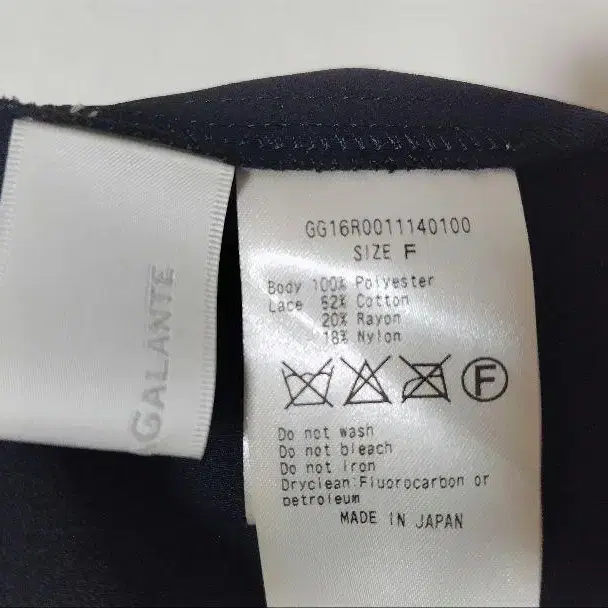 GALANTE
GG16R0011140100
SIZE F
Body 100% Polyester
Lace 62% Cotton
20% Rayon
18% Nylon
F
Do not wash
Do not bleach
Do not iron
Dryclean:Fluorocarbon or
petroleum
MADE IN JAPAN